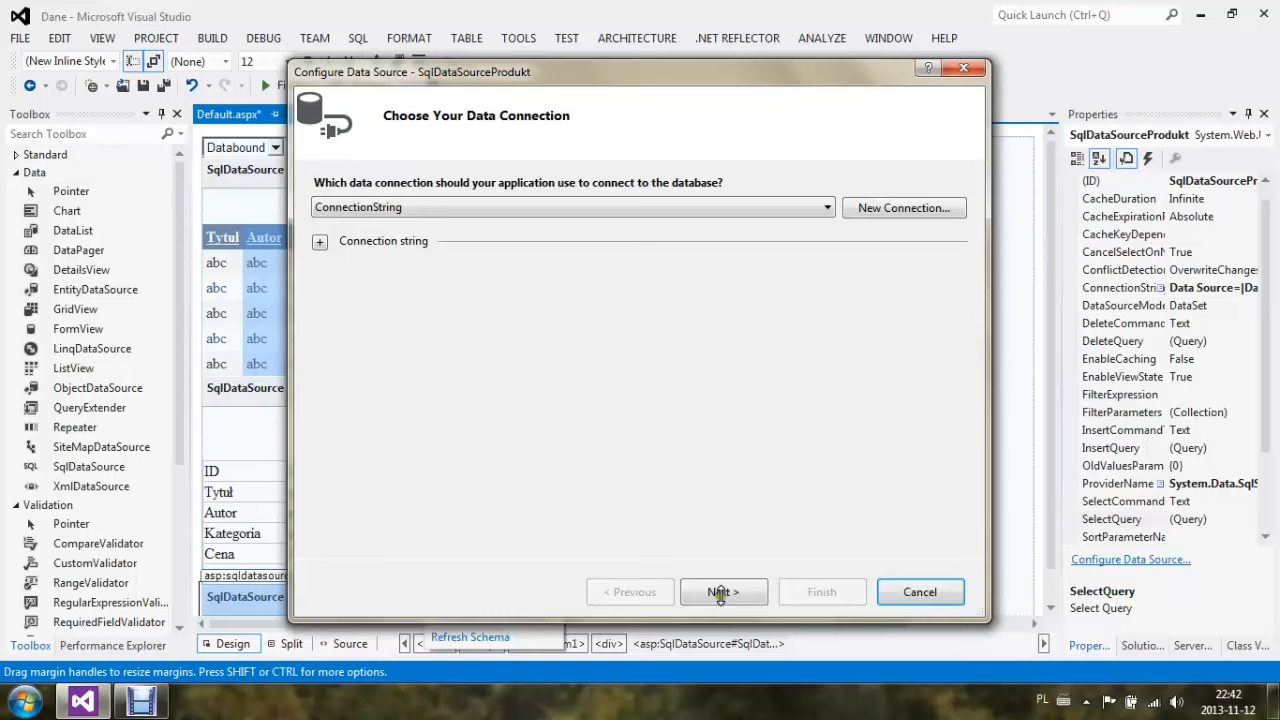 Dane - Microsoft Visual Studio
Quick Launch (Ctrl+Q)
FILE EDIT VIEW PROJECT BUILD DEBUG TEAM SQL FORMAT TABLE TOOLS TEST ARCHITECTURE .NET REFLECTOR ANALYZE WINDOW HELP
(New Inline Style (None) 12
Toolbox
Search Toolbox
Standard
Data
Pointer
Chart
DataList
DataPager
DetailsView
EntityDataSource
GridView
FormView
LinqDataSource
ListView
ObjectDataSource
QueryExtender
Repeater
SiteMapDataSource
SqlDataSource
XmlDataSource
Validation
Pointer
CompareValidator
CustomValidator
RangeValidator
RegularExpressionVali...
RequiredFieldValidator
Toolbox Performance Explorer
Default.aspx*
Databound
SqlDataSource
Tytul Autor
abc abc
abc abc
abc abc
abc abc
abc abc
SqlDataSource
ID
Tytuł
Autor
Kategoria
Cena
asp:sqldatasour
SqlDataSource
Configure Data Source - SqlDataSourceProdukt
Choose Your Data Connection
Which data connection should your application use to connect to the database?
ConnectionString
New Connection...
Connection string
< Previous
Next >
Finish
Cancel
Refresh Schema
Design Split Source
<div> <asp:SqlDataSource#SqlDat...>
Properties
SqlDataSourceProdukt System.Web.
(ID) SqlDataSourcePr
CacheDuration Infinite
CacheExpirationP Absolute
CacheKeyDepend
CancelSelectOnN True
ConflictDetection OverwriteChanges
ConnectionString Data Source=|Da
DataSourceMode DataSet
DeleteCommand Text
DeleteQuery (Query)
EnableCaching False
EnableViewState True
FilterExpression
FilterParameters (Collection)
InsertCommand Text
InsertQuery (Query)
OldValuesParam {0}
ProviderName System.Data.SqlS
SelectCommand Text
SelectQuery (Query)
SortParameterNa
Configure Data Source...
SelectQuery
Select Query
Proper... Solutio... Server... Class V...
Drag margin handles to resize margins. Press SHIFT or CTRL for more options.
PL
22:42
2013-11-12